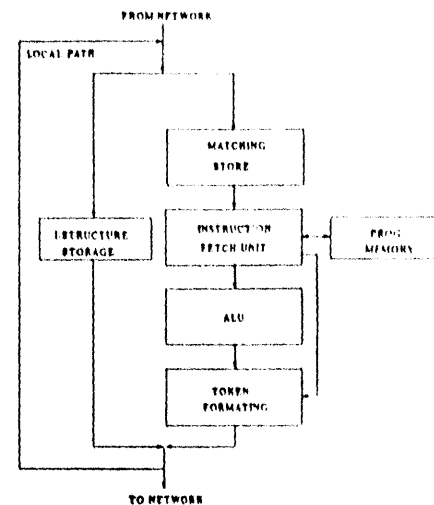 FROM NETWORK
LOCAL PATH
MATCHING
STORE
I-STRUCTURE
STORAGE
INSTRUCTION
FETCH UNIT
PROG
MEMORY
ALU
TOKEN
FORMATING
TO NETWORK